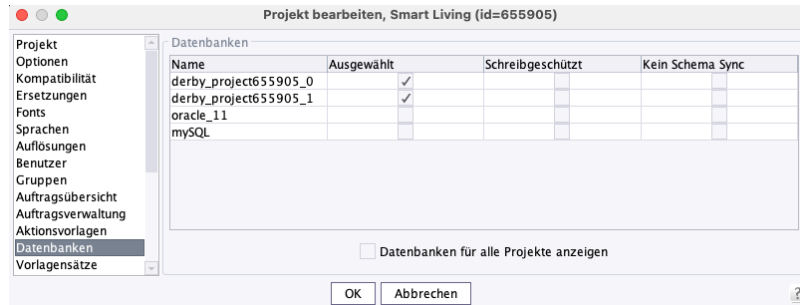 Projekt bearbeiten, Smart Living (id=655905)
Projekt
Optionen
Kompatibilität
Ersetzungen
Fonts
Sprachen
Auflösungen
Benutzer
Gruppen
Auftragsübersicht
Auftragsverwaltung
Aktionsvorlagen
Datenbanken
Vorlagensätze
Datenbanken
Name Ausgewählt Schreibgeschützt Kein Schema Sync
derby_project655905_0
derby_project655905_1
oracle_11
mySQL
Datenbanken für alle Projekte anzeigen
OK Abbrechen ?